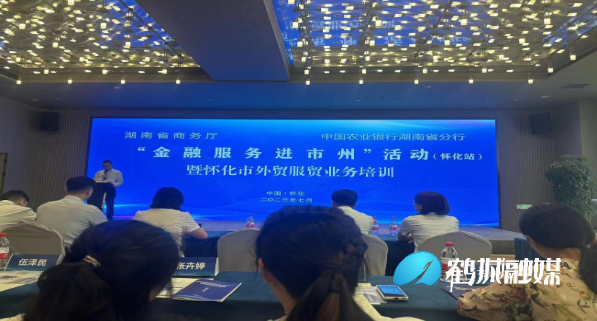 湖南省商务厅 中国农业银行湖南省分行
“金融服务进市州”活动(怀化站)
暨怀化市外贸服贸业务培训
中国·怀化
二〇二三年七月
伍泽民
张卉婷
鹤城融媒